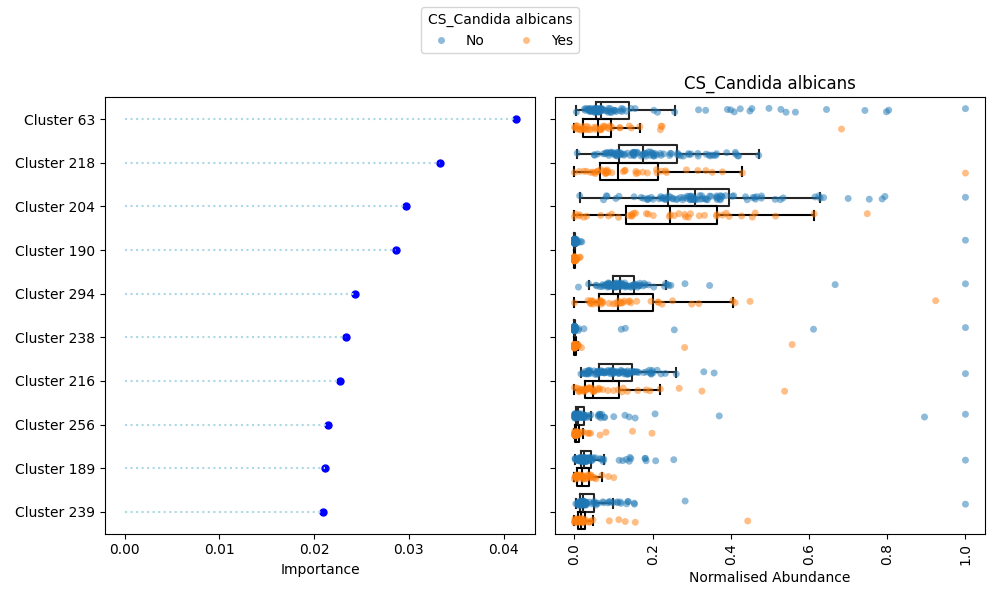 CS_Candida albicans
No Yes
CS_Candida albicans
Cluster 63
Cluster 218
Cluster 204
Cluster 190
Cluster 294
Cluster 238
Cluster 216
Cluster 256
Cluster 189
Cluster 239
0.00 0.01 0.02 0.03 0.04
Importance
0.0 0.2 0.4 0.6 0.8 1.0
Normalised Abundance